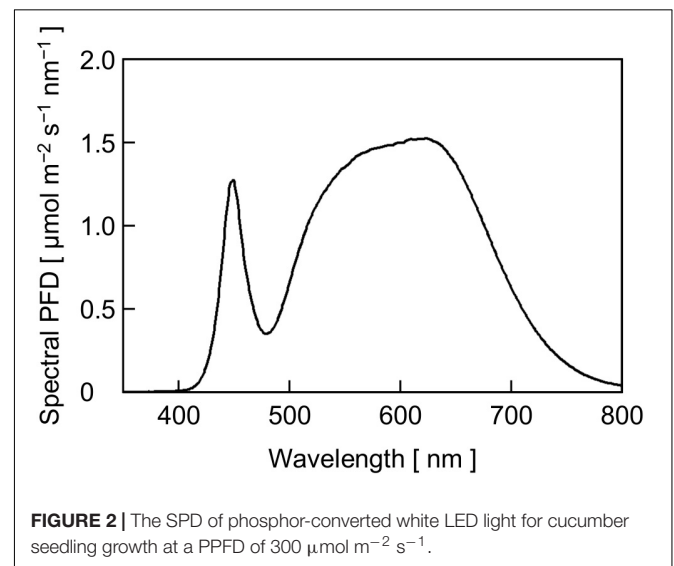 Spectral PFD [ μmol m⁻² s⁻¹ nm⁻¹ ]
2.0
1.5
1.0
0.5
0
400 500 600 700 800
Wavelength [ nm ]
FIGURE 2 | The SPD of phosphor-converted white LED light for cucumber
seedling growth at a PPFD of 300 μmol m⁻² s⁻¹.